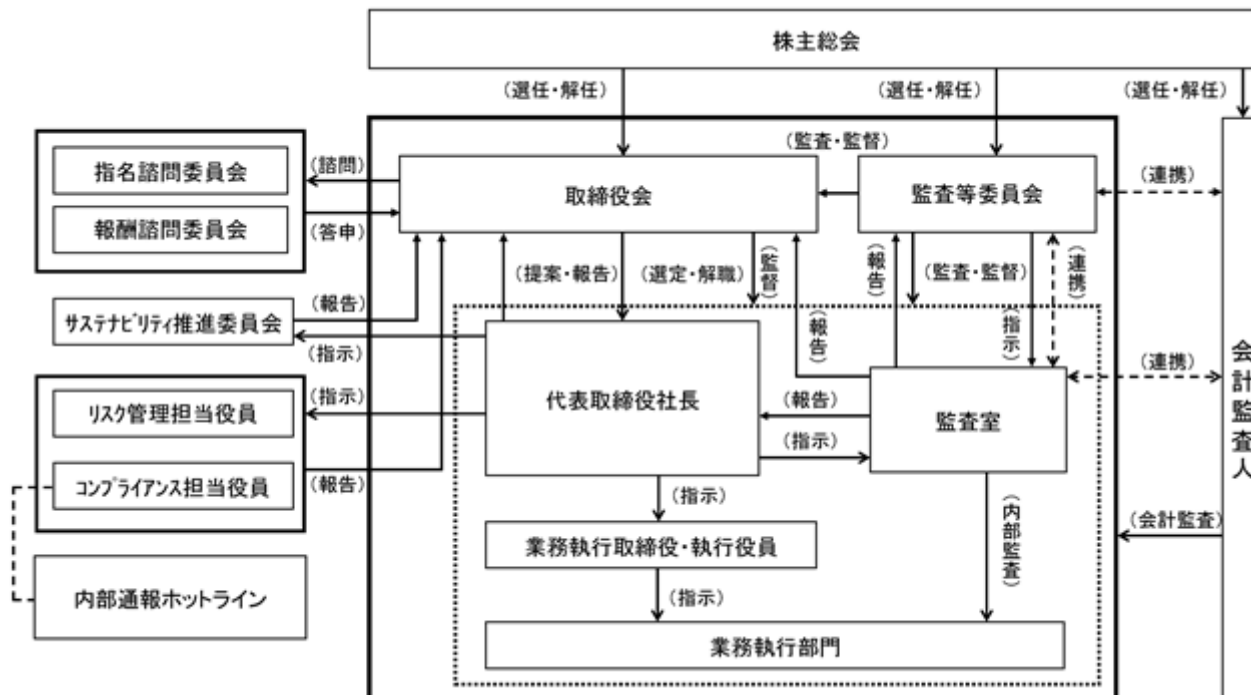 株主総会
(選任・解任)
(選任・解任)
(選任・解任)
指名諮問委員会
報酬諮問委員会
(諮問)
(答申)
取締役会
(監査・監督)
監査等委員会
(連携)
(提案・報告)
(選定・解職)
(監督)
(報告)
(監査・監督)
(連携)
サステナビリティ推進委員会
(報告)
(指示)
(報告)
(指示)
代表取締役社長
(報告)
(指示)
監査室
(連携)
会計監査人
リスク管理担当役員
コンプライアンス担当役員
(指示)
(報告)
(指示)
業務執行取締役・執行役員
(内部監査)
(会計監査)
内部通報ホットライン
(指示)
業務執行部門